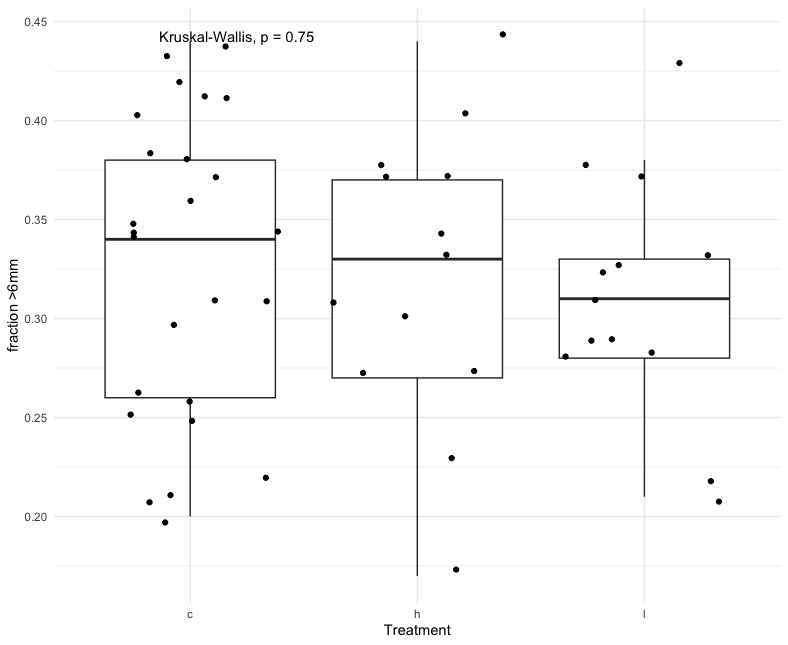 Kruskal-Wallis, p = 0.75
0.45
0.40
0.35
0.30
0.25
0.20
fraction >6mm
c h l
Treatment